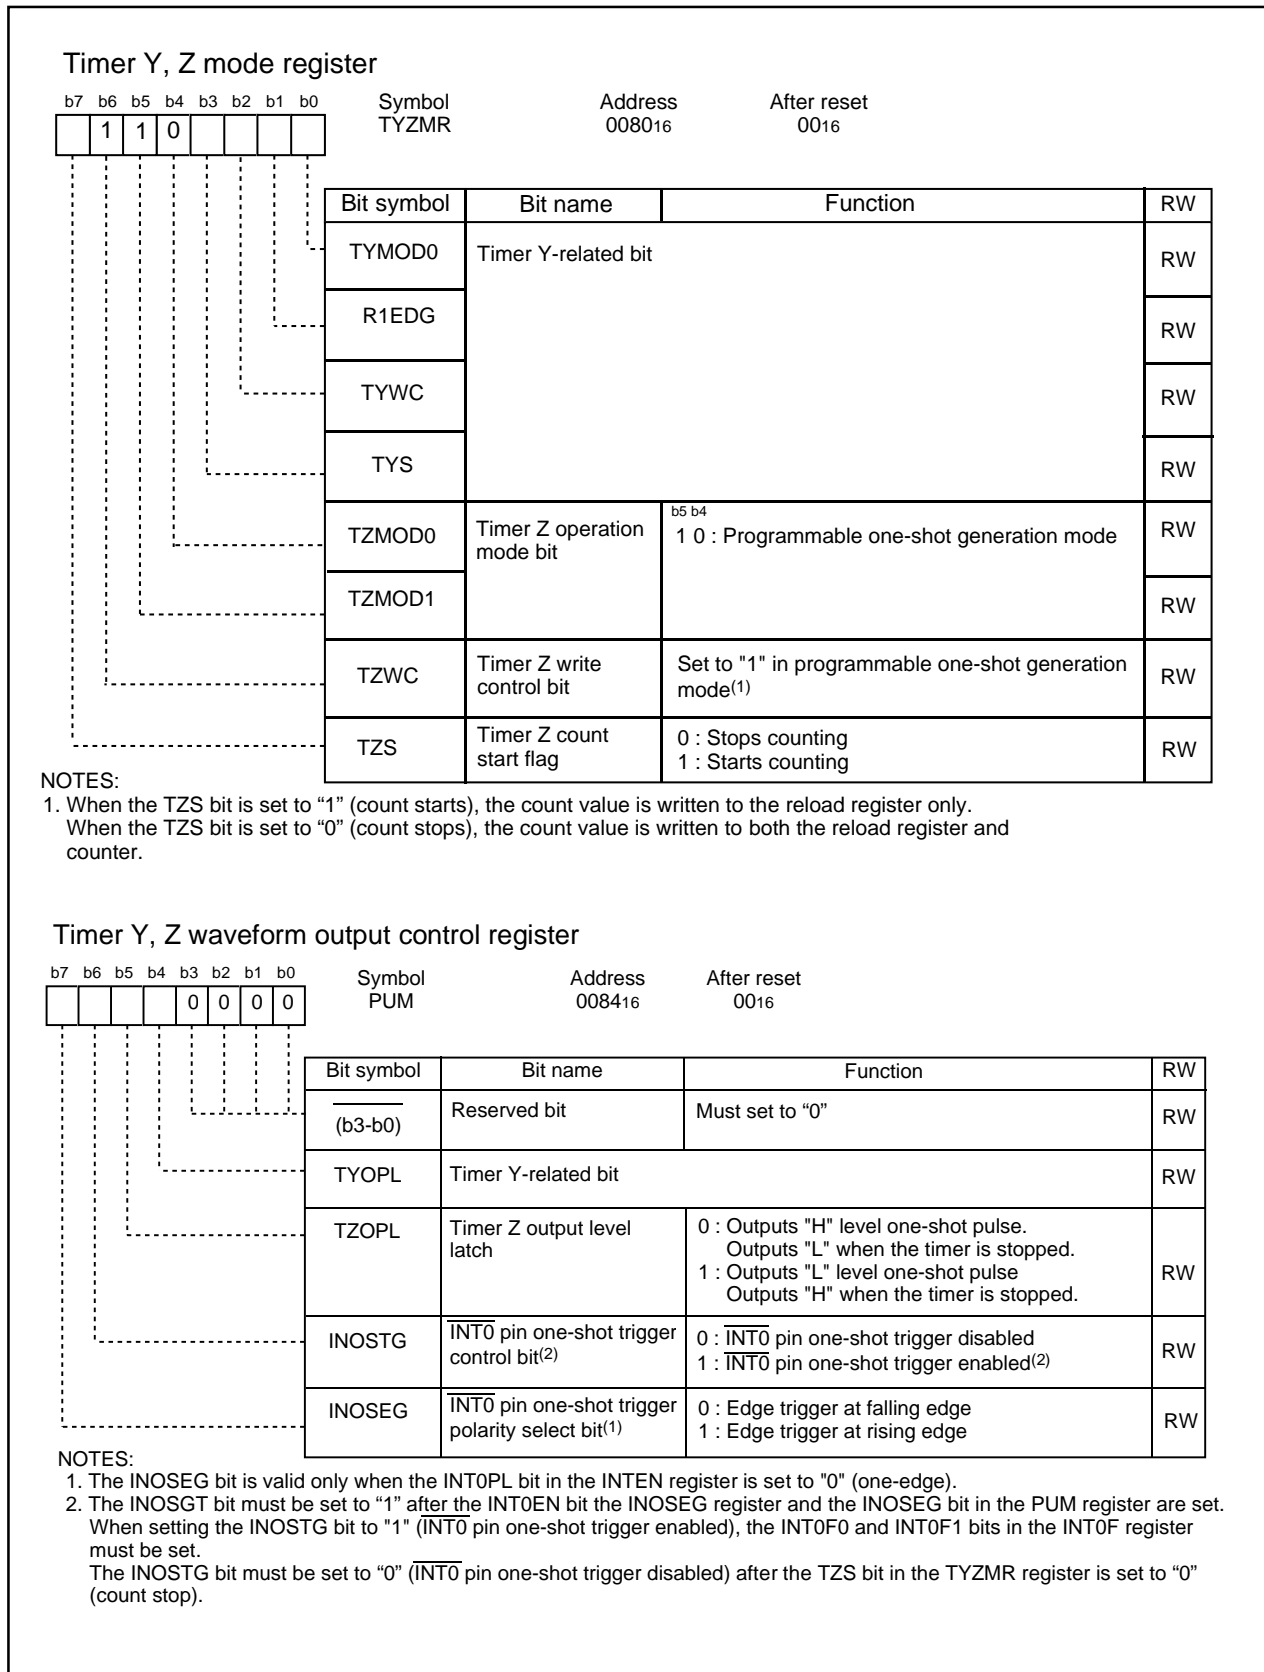 Timer Y, Z mode register
b7 b6 b5 b4 b3 b2 b1 b0
Symbol Address After reset
TYZMR 008016 0016
1 1 0
Bit symbol Bit name Function RW
TYMOD0 Timer Y-related bit RW
R1EDG RW
TYWC RW
TYS RW
TZMOD0 Timer Z operation mode bit b5 b4
1 0 : Programmable one-shot generation mode RW
TZMOD1 RW
TZWC Timer Z write control bit Set to "1" in programmable one-shot generation mode(1) RW
TZS Timer Z count start flag 0 : Stops counting
1 : Starts counting RW
NOTES:
1. When the TZS bit is set to “1” (count starts), the count value is written to the reload register only.
When the TZS bit is set to “0” (count stops), the count value is written to both the reload register and
counter.
Timer Y, Z waveform output control register
b7 b6 b5 b4 b3 b2 b1 b0
Symbol Address After reset
PUM 008416 0016
0 0 0 0
Bit symbol Bit name Function RW
(b3-b0) Reserved bit Must set to “0” RW
TYOPL Timer Y-related bit RW
TZOPL Timer Z output level latch 0 : Outputs "H" level one-shot pulse.
Outputs "L" when the timer is stopped.
1 : Outputs "L" level one-shot pulse
Outputs "H" when the timer is stopped. RW
INOSTG INT0 pin one-shot trigger control bit(2) 0 : INT0 pin one-shot trigger disabled
1 : INT0 pin one-shot trigger enabled(2) RW
INOSEG INT0 pin one-shot trigger polarity select bit(1) 0 : Edge trigger at falling edge
1 : Edge trigger at rising edge RW
NOTES:
1. The INOSEG bit is valid only when the INT0PL bit in the INTEN register is set to "0" (one-edge).
2. The INOSGT bit must be set to “1” after the INT0EN bit the INOSEG register and the INOSEG bit in the PUM register are set.
When setting the INOSTG bit to "1" (INT0 pin one-shot trigger enabled), the INT0F0 and INT0F1 bits in the INT0F register
must be set.
The INOSTG bit must be set to “0” (INT0 pin one-shot trigger disabled) after the TZS bit in the TYZMR register is set to “0”
(count stop).